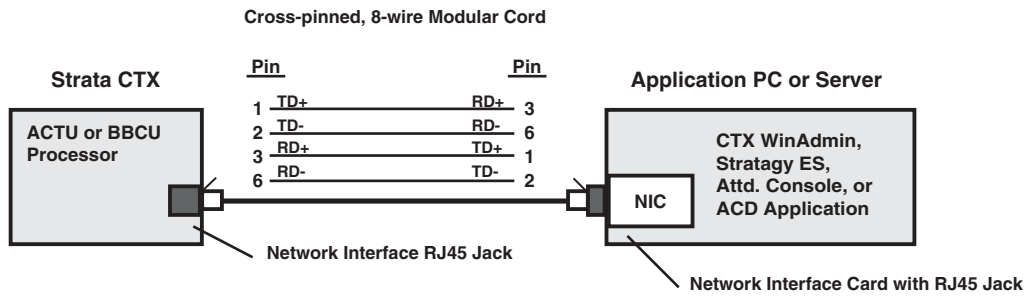 Cross-pinned, 8-wire Modular Cord
Strata CTX
Pin
Pin
Application PC or Server
1 TD+ RD+ 3
2 TD- RD- 6
3 RD+ TD+ 1
6 RD- TD- 2
ACTU or BBCU
Processor
CTX WinAdmin,
Stratagy ES,
Attd. Console, or
ACD Application
NIC
Network Interface RJ45 Jack
Network Interface Card with RJ45 Jack